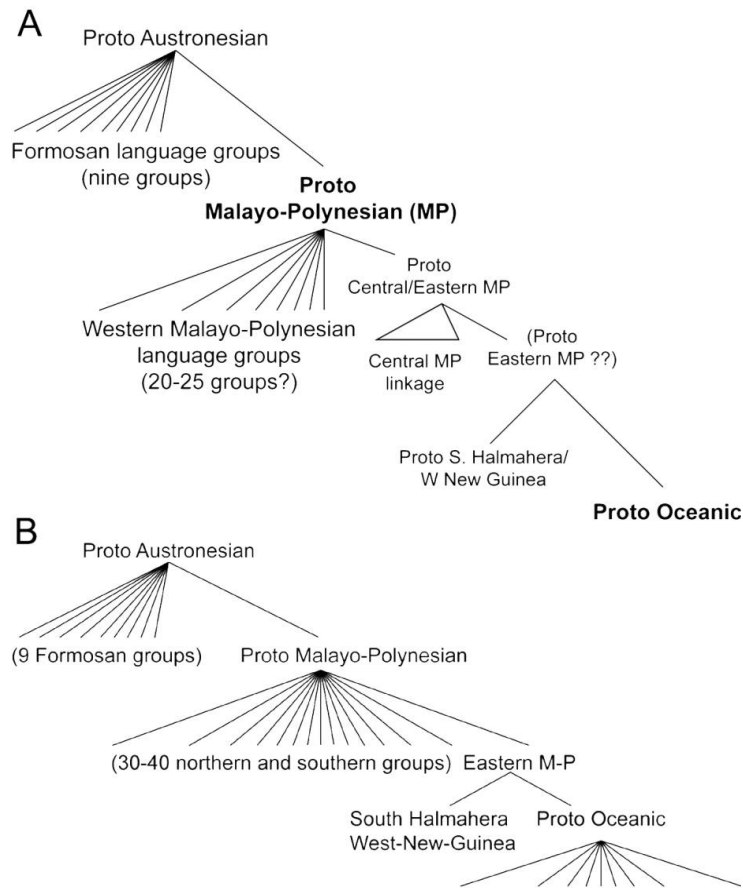 A
Proto Austronesian
Formosan language groups
(nine groups)
Proto
Malayo-Polynesian (MP)
Proto
Central/Eastern MP
Western Malayo-Polynesian
language groups
(20-25 groups?)
Central MP
linkage
(Proto
Eastern MP ??)
Proto S. Halmahera/
W New Guinea
Proto Oceanic
B
Proto Austronesian
(9 Formosan groups)
Proto Malayo-Polynesian
(30-40 northern and southern groups)
Eastern M-P
South Halmahera
West-New-Guinea
Proto Oceanic